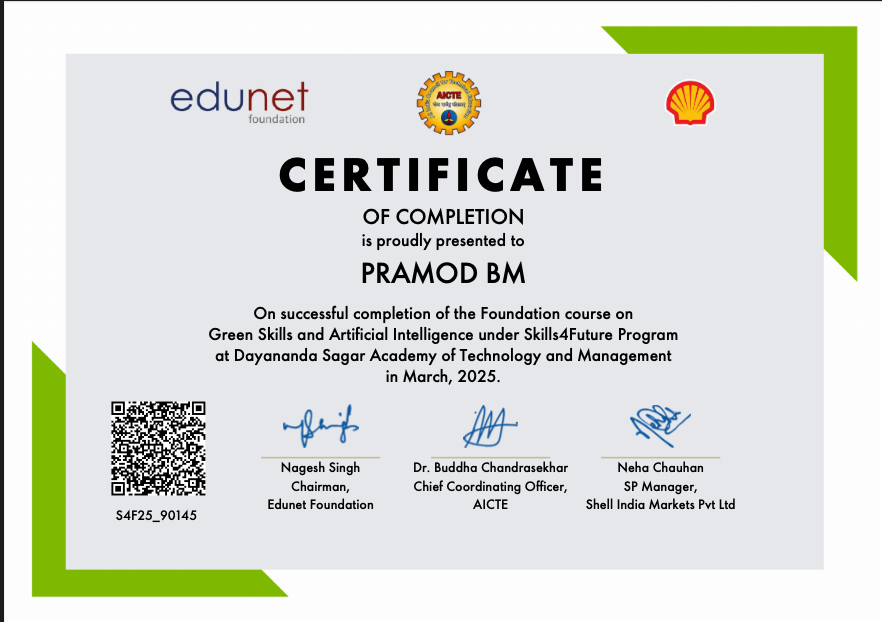 edunet
foundation
AICTE
CERTIFICATE
OF COMPLETION
is proudly presented to
PRAMOD BM
On successful completion of the Foundation course on
Green Skills and Artificial Intelligence under Skills4Future Program
at Dayananda Sagar Academy of Technology and Management
in March, 2025.
S4F25_90145
Nagesh Singh
Chairman,
Edunet Foundation
Dr. Buddha Chandrasekhar
Chief Coordinating Officer,
AICTE
Neha Chauhan
SP Manager,
Shell India Markets Pvt Ltd